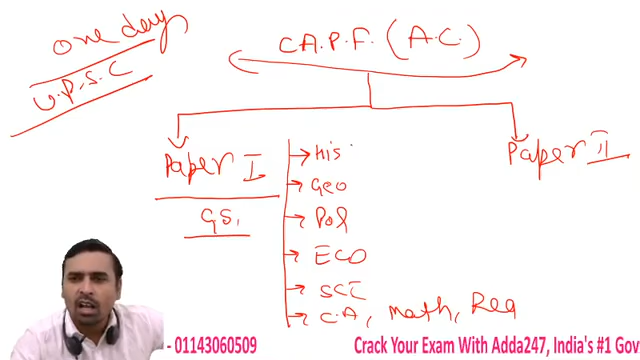 one day
U.P.S.C
C.A.P.F. (A.C.)
Paper I
GS,
His
Geo
Pol
ECO
SCI
C.A, math, Rea
Paper II
- 01143060509
Crack Your Exam With Adda247, India's #1 Gov